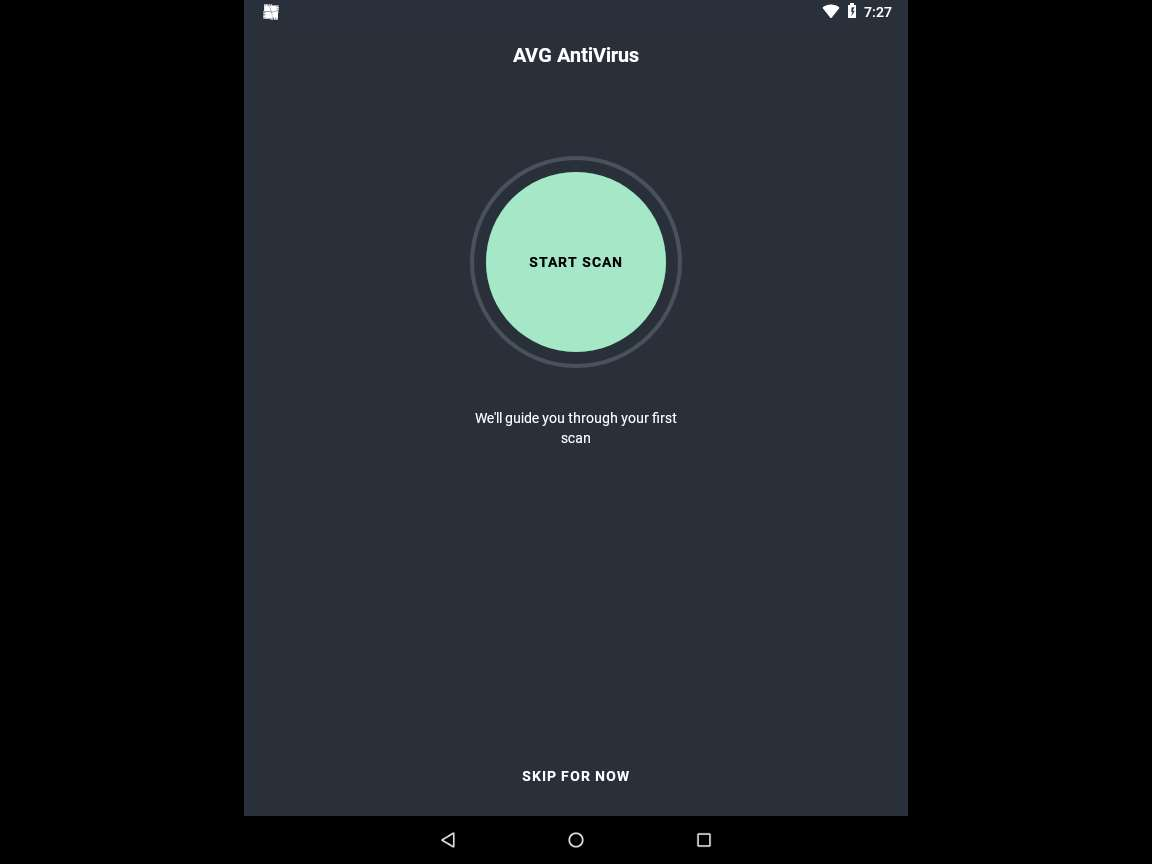 7:27
AVG AntiVirus
START SCAN
We'll guide you through your first
scan
SKIP FOR NOW